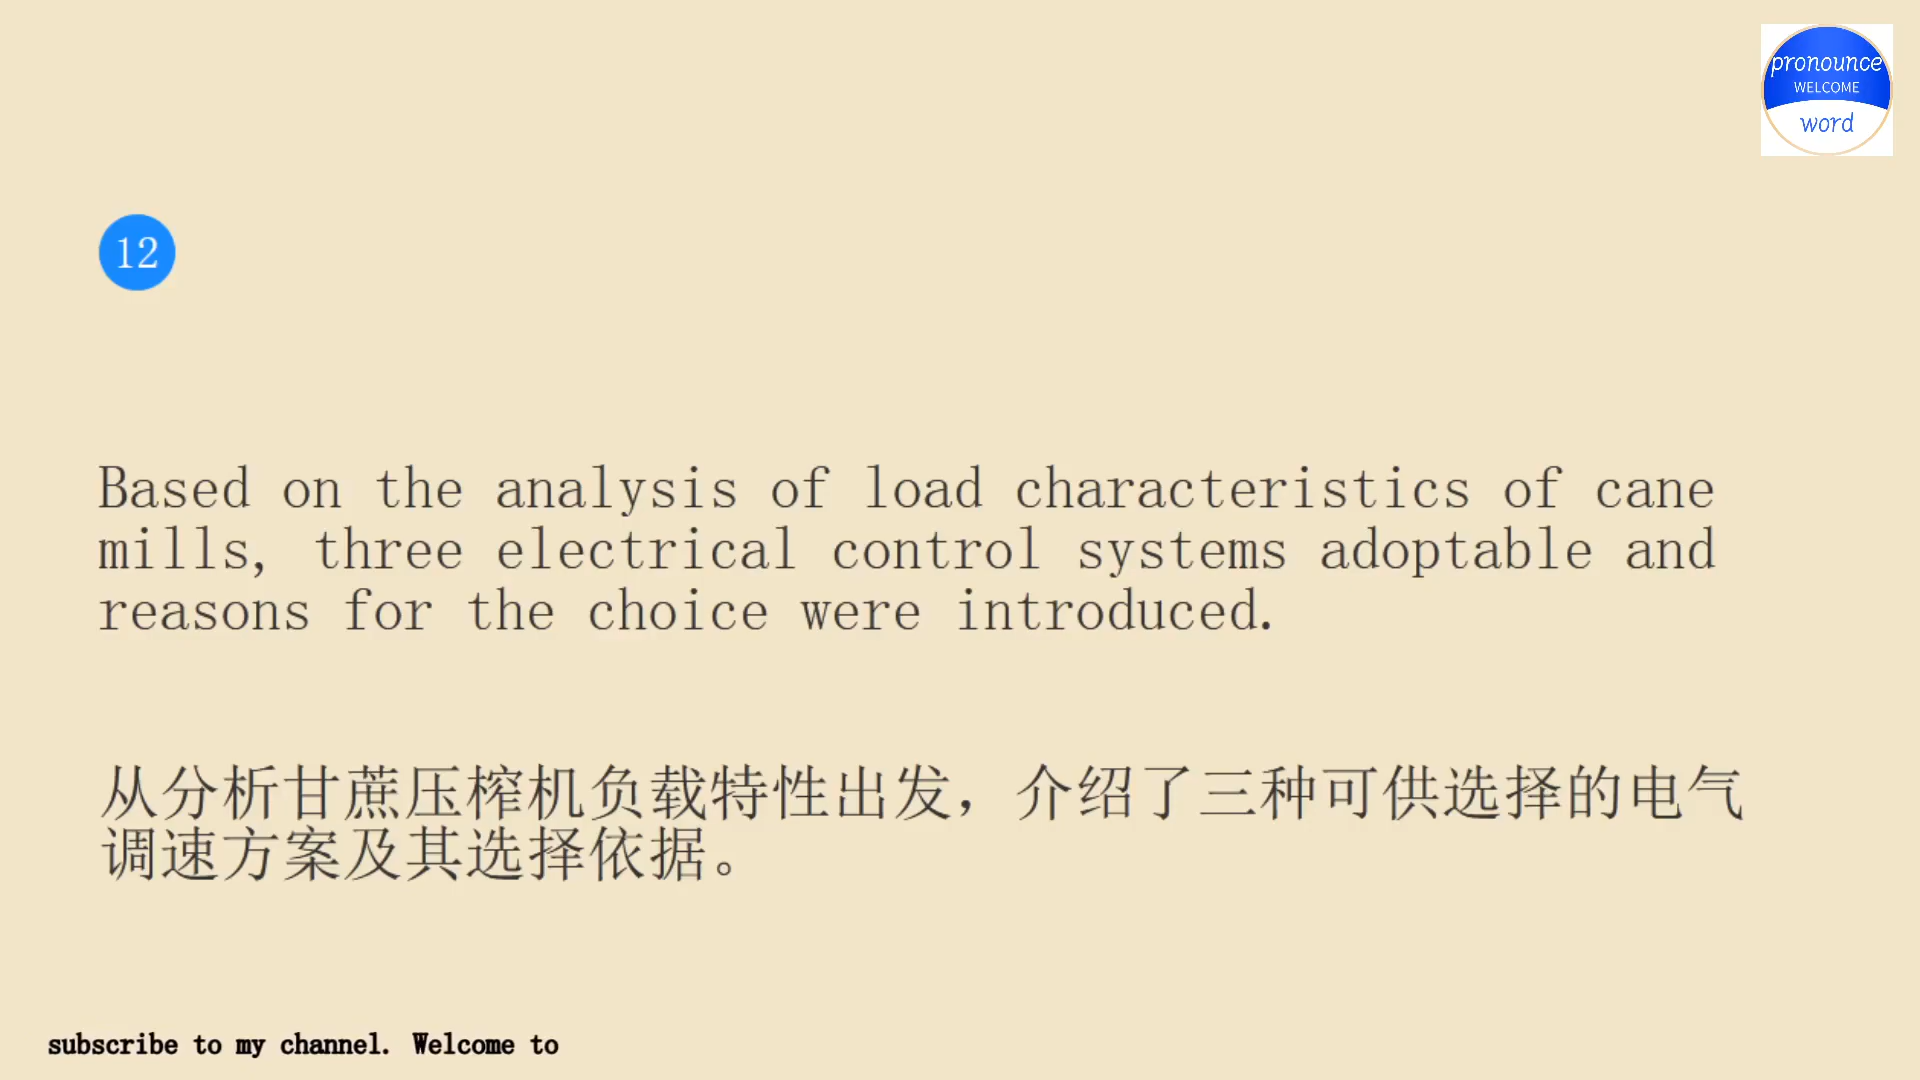 pronounce
WELCOME
word
12
Based on the analysis of load characteristics of cane
mills, three electrical control systems adoptable and
reasons for the choice were introduced.
从分析甘蔗压榨机负载特性出发，介绍了三种可供选择的电气
调速方案及其选择依据。
subscribe to my channel. Welcome to